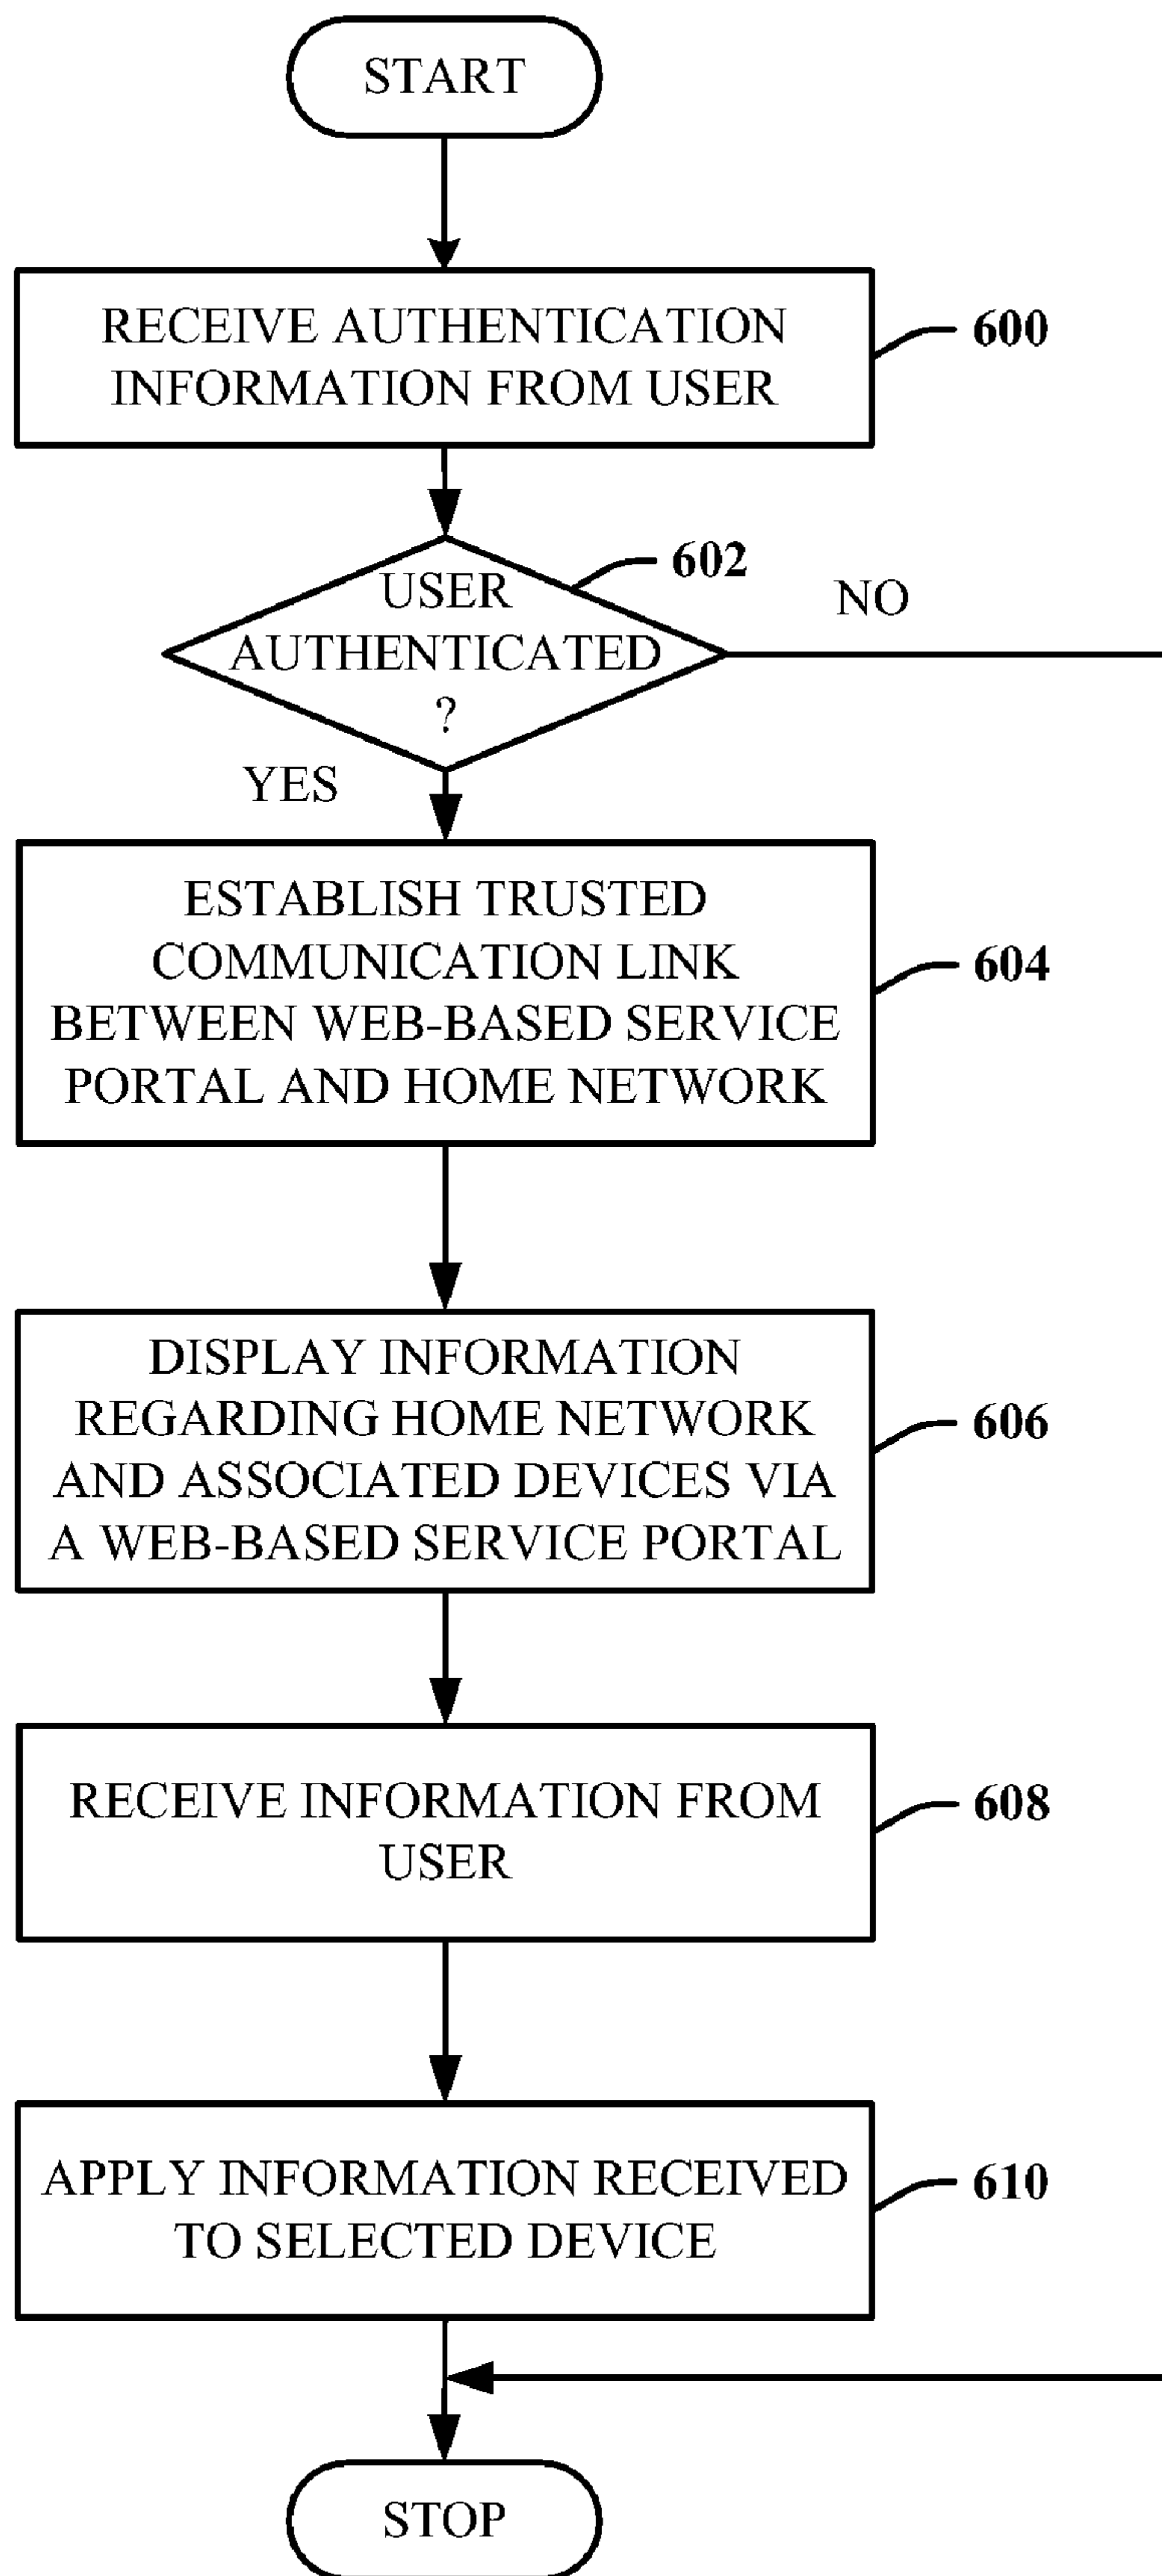 START
RECEIVE AUTHENTICATION
INFORMATION FROM USER
600
602
USER
AUTHENTICATED
?
NO
YES
ESTABLISH TRUSTED
COMMUNICATION LINK
BETWEEN WEB-BASED SERVICE
PORTAL AND HOME NETWORK
604
DISPLAY INFORMATION
REGARDING HOME NETWORK
AND ASSOCIATED DEVICES VIA
A WEB-BASED SERVICE PORTAL
606
RECEIVE INFORMATION FROM
USER
608
APPLY INFORMATION RECEIVED
TO SELECTED DEVICE
610
STOP